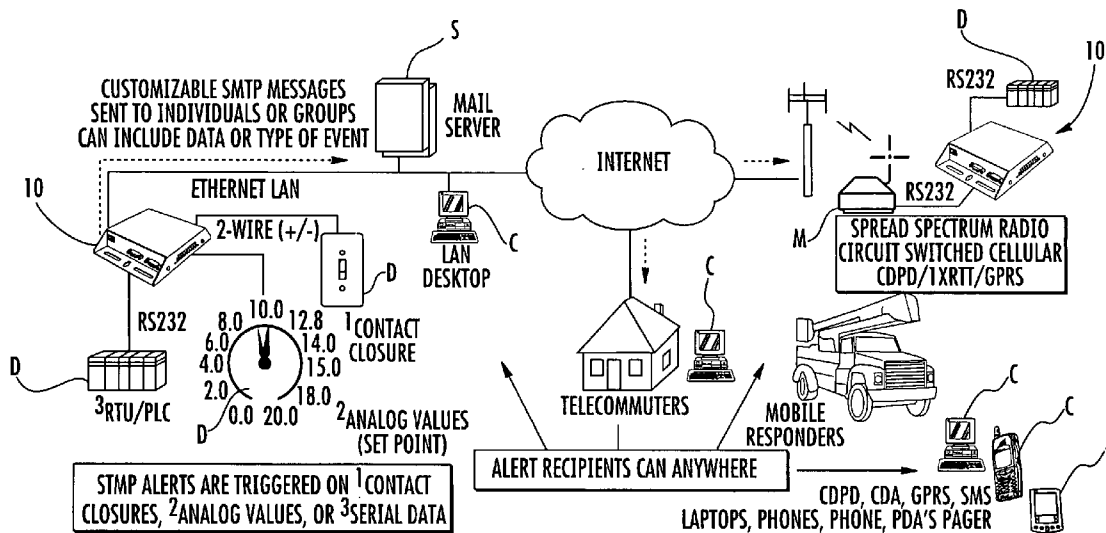 S
CUSTOMIZABLE SMTP MESSAGES
SENT TO INDIVIDUALS OR GROUPS
CAN INCLUDE DATA OR TYPE OF EVENT
MAIL
SERVER
10
ETHERNET LAN
2-WIRE (+/-)
C
LAN
DESKTOP
D
1CONTACT
CLOSURE
RS232
D
3RTU/PLC
0.0
2.0
4.0
6.0
8.0
10.0
12.8
14.0
15.0
18.0
20.0
D
2ANALOG VALUES
(SET POINT)
STMP ALERTS ARE TRIGGERED ON 1CONTACT
CLOSURES, 2ANALOG VALUES, OR 3SERIAL DATA
INTERNET
D
10
RS232
RS232
M
SPREAD SPECTRUM RADIO
CIRCUIT SWITCHED CELLULAR
CDPD/1XRTT/GPRS
C
TELECOMMUTERS
MOBILE
RESPONDERS
C
C
ALERT RECIPIENTS CAN ANYWHERE
CDPD, CDA, GPRS, SMS
LAPTOPS, PHONES, PHONE, PDA'S PAGER